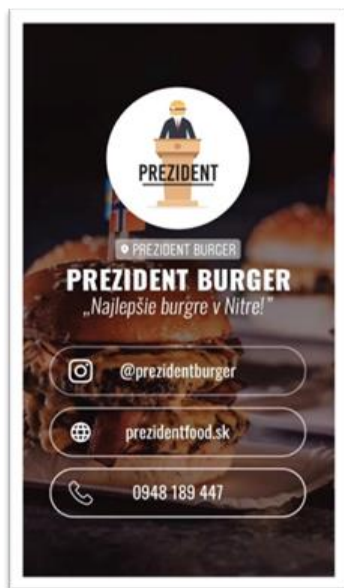 PREZIDENT
PREZIDENT BURGER
PREZIDENT BURGER
„Najlepšie burgre v Nitre!"
@prezidentburger
prezidentfood.sk
0948 189 447